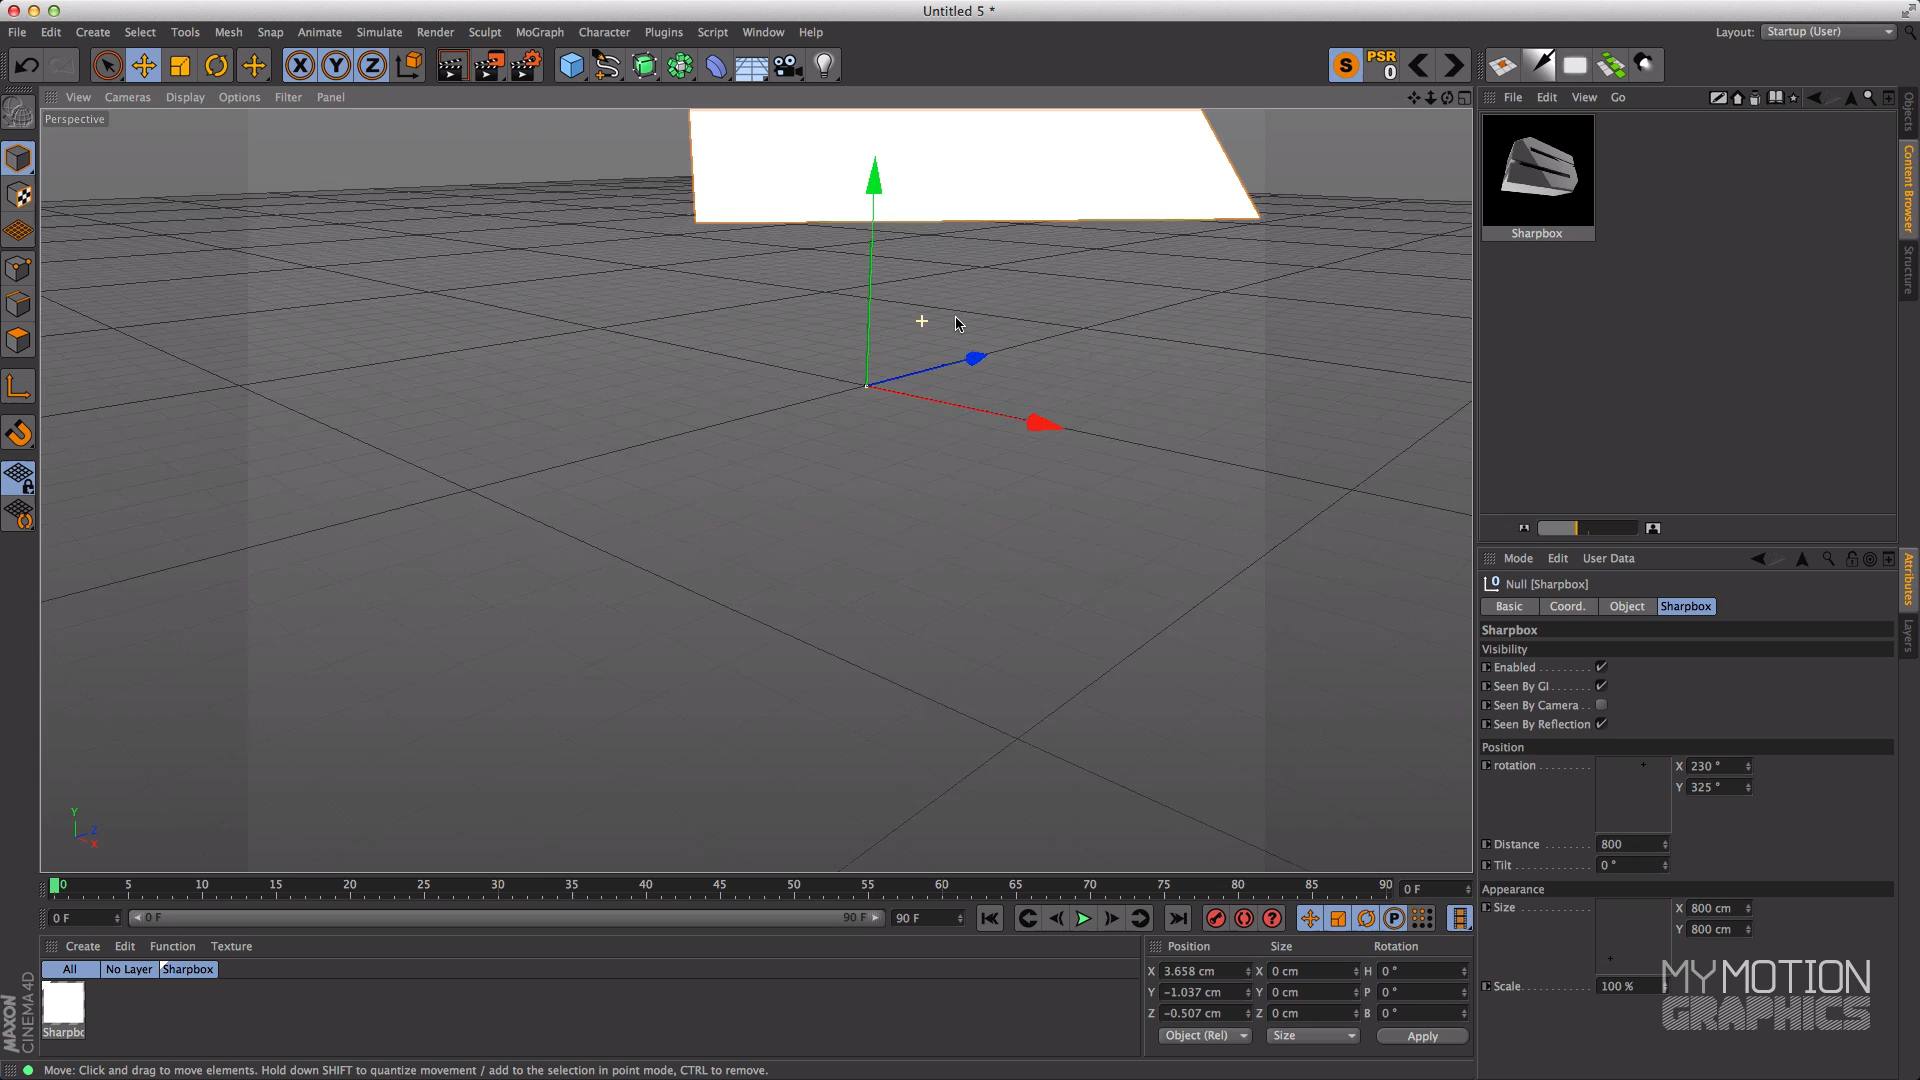 Untitled 5 *
File Edit Create Select Tools Mesh Snap Animate Simulate Render Sculpt MoGraph Character Plugins Script Window Help
Layout: Startup (User)
PSR
0
View Cameras Display Options Filter Panel
File Edit View Go
Perspective
Objects
Content Browser
Structure
Sharpbox
Mode Edit User Data
Null [Sharpbox]
Basic Coord. Object Sharpbox
Attributes
Layers
Sharpbox
Visibility
Enabled
Seen By GI
Seen By Camera
Seen By Reflection
Position
rotation X 230 °
Y 325 °
Distance 800
Tilt 0 °
Appearance
Size X 800 cm
Y 800 cm
Scale 100 %
Y
Z
X
0 5 10 15 20 25 30 35 40 45 50 55 60 65 70 75 80 85 90 0 F
0 F 0 F 90 F 90 F
Create Edit Function Texture
All No Layer Sharpbox
Sharpbo
Position Size Rotation
X 3.658 cm X 0 cm H 0 °
Y -1.037 cm Y 0 cm P 0 °
Z -0.507 cm Z 0 cm B 0 °
Object (Rel) Size Apply
MAXON
CINEMA 4D
MYMOTION
GRAPHICS
Move: Click and drag to move elements. Hold down SHIFT to quantize movement / add to the selection in point mode, CTRL to remove.